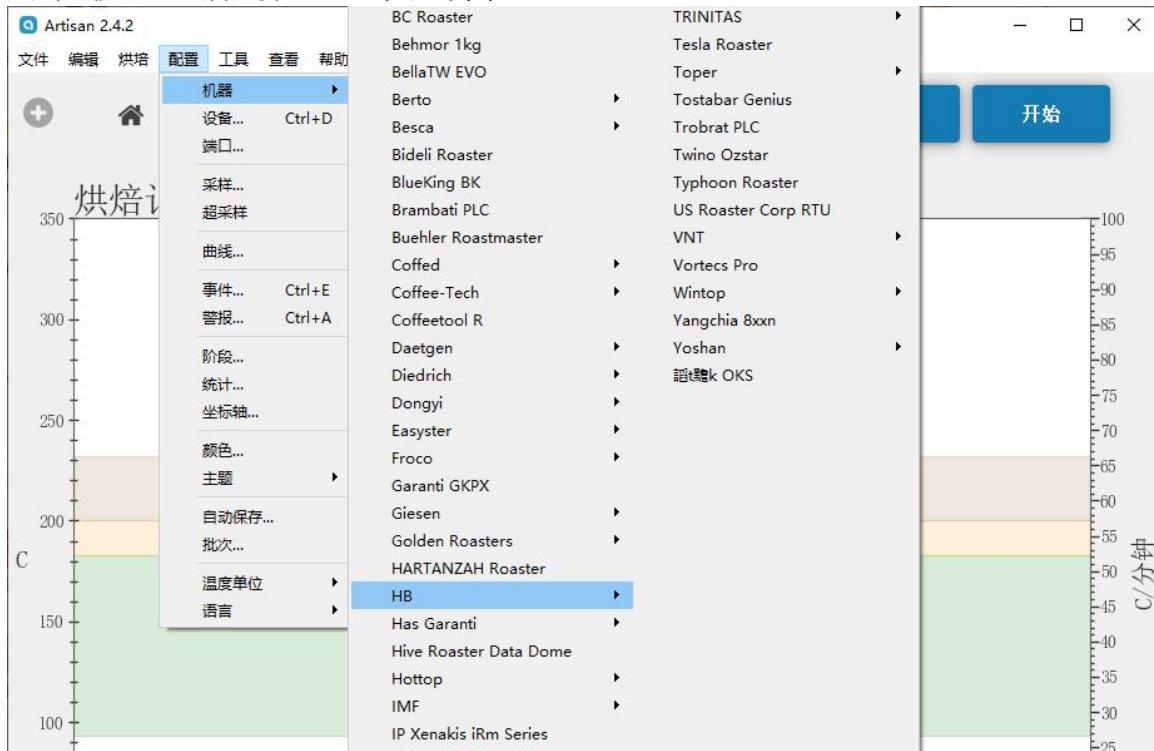 Artisan 2.4.2
文件 编辑 烘焙 配置 工具 查看 帮助
开始
机器
设备... Ctrl+D
端口...
采样...
超采样
曲线...
事件... Ctrl+E
警报... Ctrl+A
阶段...
统计...
坐标轴...
颜色...
主题
自动保存...
批次...
温度单位
语言
BC Roaster
Behmor 1kg
BellaTW EVO
Berto
Besca
Bideli Roaster
BlueKing BK
Brambati PLC
Buehler Roastmaster
Coffed
Coffee-Tech
Coffeetool R
Daetgen
Diedrich
Dongyi
Easyster
Froco
Garanti GKPX
Giesen
Golden Roasters
HARTANZAH Roaster
HB
Has Garanti
Hive Roaster Data Dome
Hottop
IMF
IP Xenakis iRm Series
TRINITAS
Tesla Roaster
Toper
Tostabar Genius
Trobrat PLC
Twino Ozstar
Typhoon Roaster
US Roaster Corp RTU
VNT
Vortecs Pro
Wintop
Yangchia 8xxn
Yoshan
OKS
烘焙
350
300
250
200
150
100
C
100
95
90
85
80
75
70
65
60
55
50
45
40
35
30
25
C/分钟